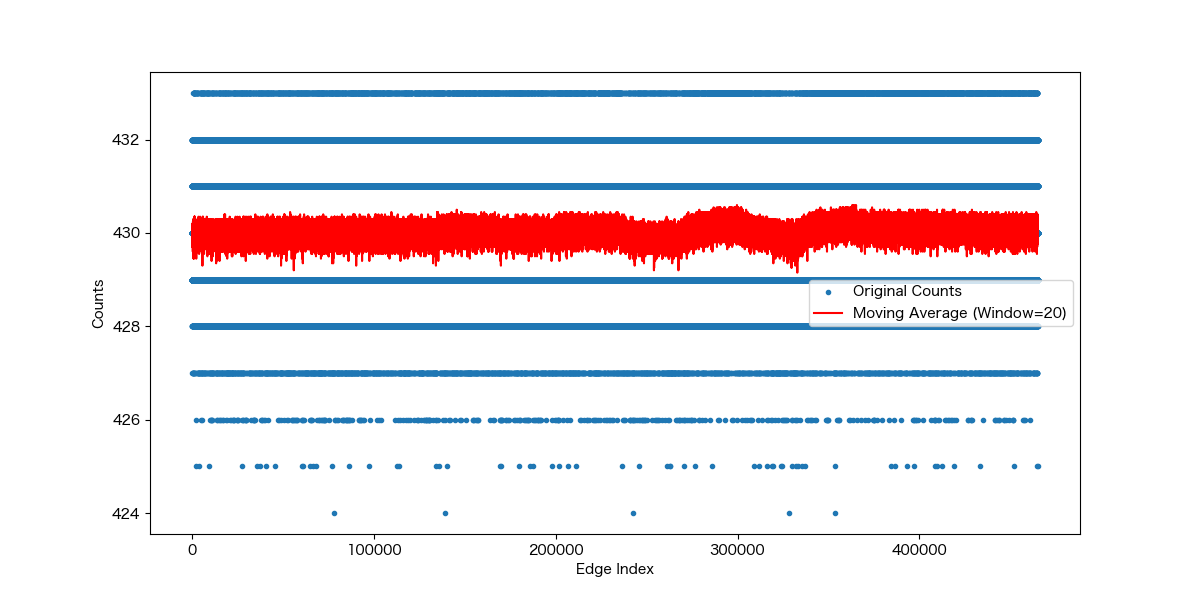 432
430
428
426
424
Counts
Original Counts
Moving Average (Window=20)
0 100000 200000 300000 400000
Edge Index